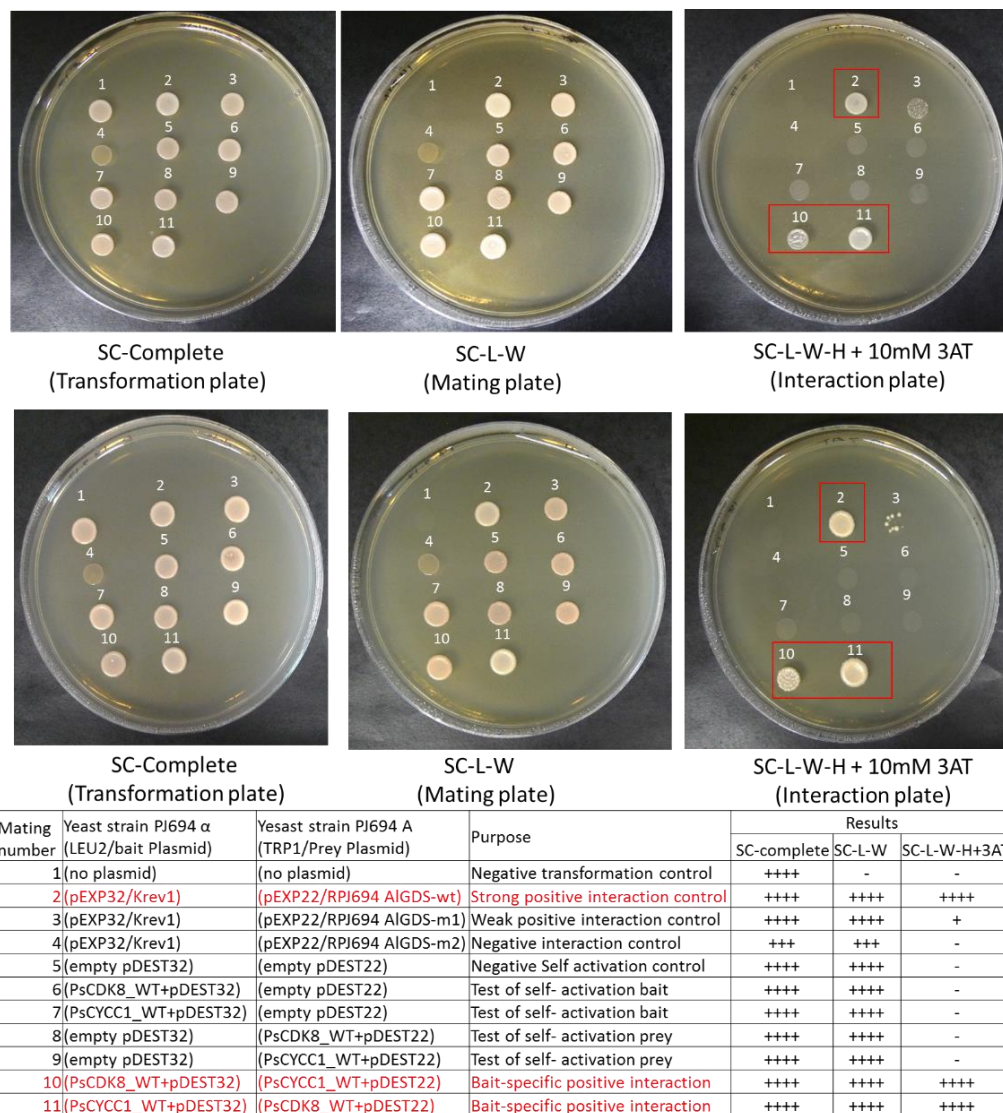 1 2 3
4 5 6
7 8 9
10 11
1 2 3
4 5 6
7 8 9
10 11
1 2 3
4 5 6
7 8 9
10 11
SC-Complete
(Transformation plate)
SC-L-W
(Mating plate)
SC-L-W-H + 10mM 3AT
(Interaction plate)
1 2 3
4 5 6
7 8 9
10 11
1 2 3
4 5 6
7 8 9
10 11
1 2 3
4 5 6
7 8 9
10 11
SC-Complete
(Transformation plate)
SC-L-W
(Mating plate)
SC-L-W-H + 10mM 3AT
(Interaction plate)
Mating number Yeast strain PJ694 α (LEU2/bait Plasmid) Yesast strain PJ694 A (TRP1/Prey Plasmid) Purpose Results
SC-complete SC-L-W SC-L-W-H+3AT
1 (no plasmid) (no plasmid) Negative transformation control ++++ - -
2 (pEXP32/Krev1) (pEXP22/RPJ694 AlGDS-wt) Strong positive interaction control ++++ ++++ ++++
3 (pEXP32/Krev1) (pEXP22/RPJ694 AlGDS-m1) Weak positive interaction control ++++ ++++ +
4 (pEXP32/Krev1) (pEXP22/RPJ694 AlGDS-m2) Negative interaction control +++ +++ -
5 (empty pDEST32) (empty pDEST22) Negative Self activation control ++++ ++++ -
6 (PsCDK8_WT+pDEST32) (empty pDEST22) Test of self- activation bait ++++ ++++ -
7 (PsCYCC1_WT+pDEST32) (empty pDEST22) Test of self- activation bait ++++ ++++ -
8 (empty pDEST32) (PsCDK8_WT+pDEST22) Test of self- activation prey ++++ ++++ -
9 (empty pDEST32) (PsCYCC1_WT+pDEST22) Test of self- activation prey ++++ ++++ -
10 (PsCDK8_WT+pDEST32) (PsCYCC1_WT+pDEST22) Bait-specific positive interaction ++++ ++++ ++++
11 (PsCYCC1_WT+pDEST32) (PsCDK8_WT+pDEST22) Bait-specific positive interaction ++++ ++++ ++++